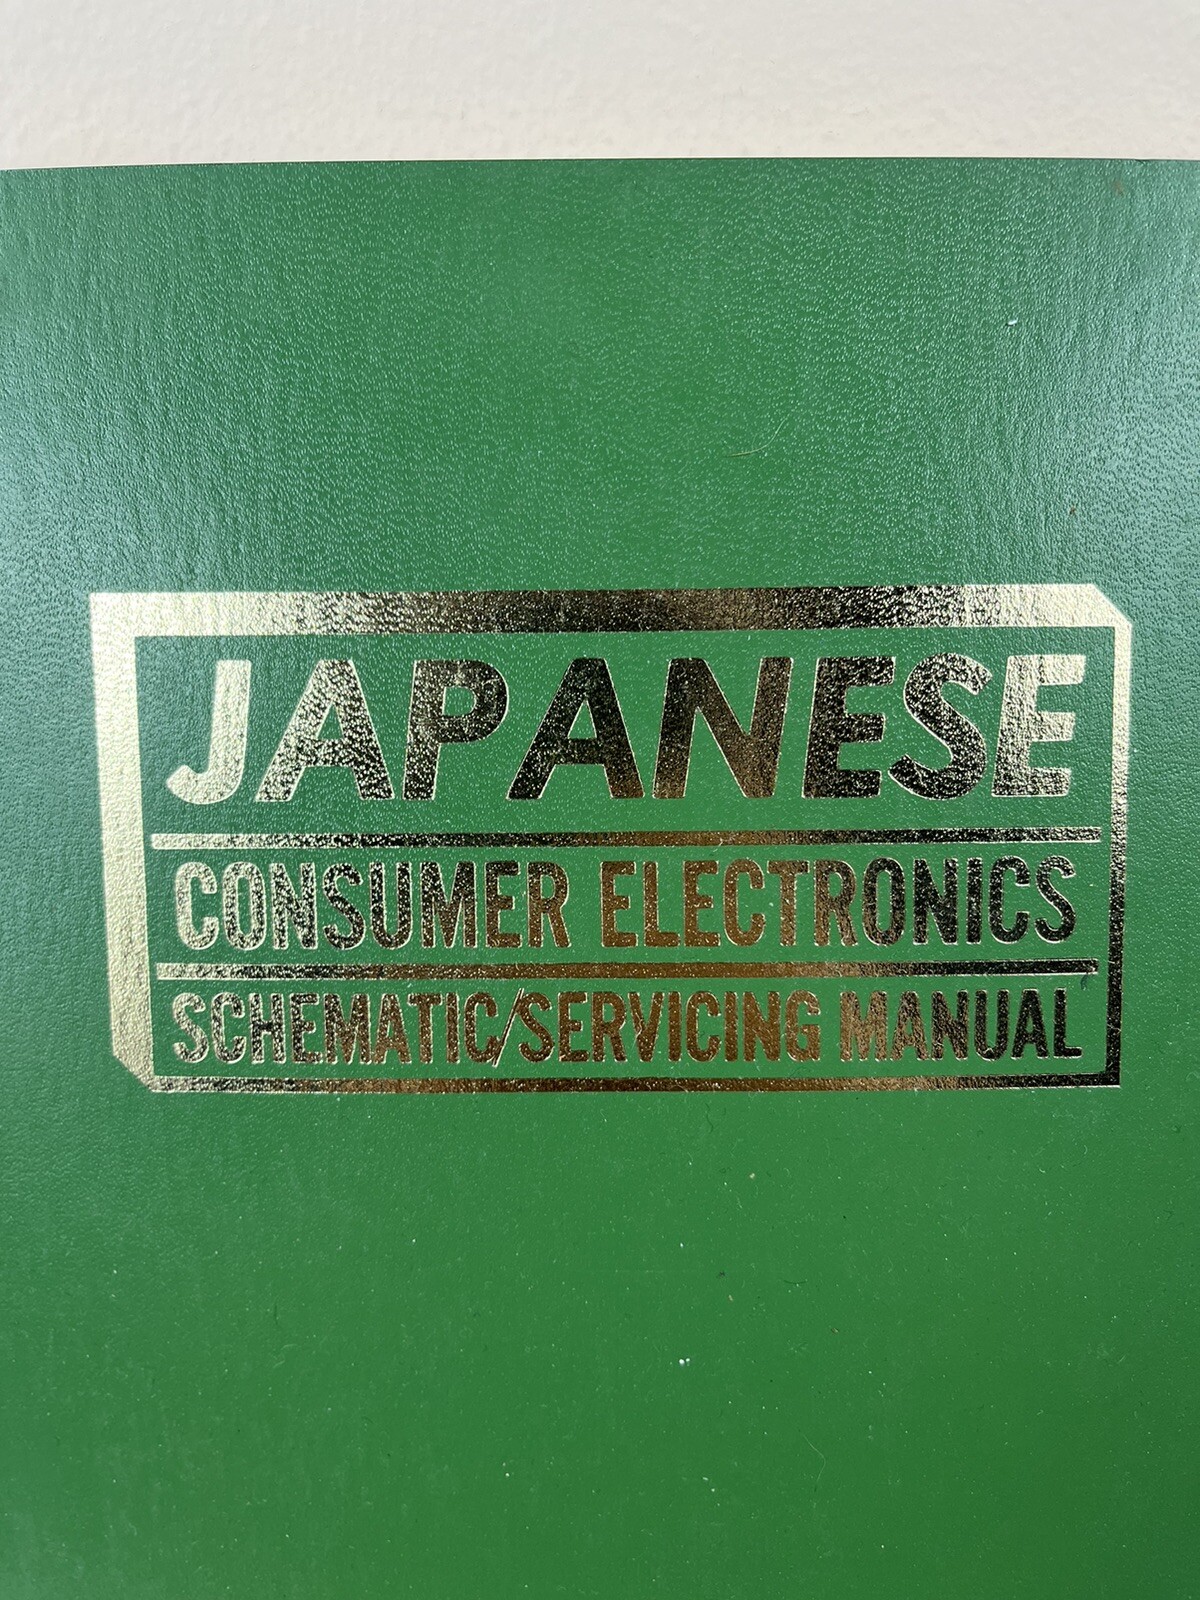 JAPANESE
CONSUMER ELECTRONICS
SCHEMATIC/SERVICING MANUAL